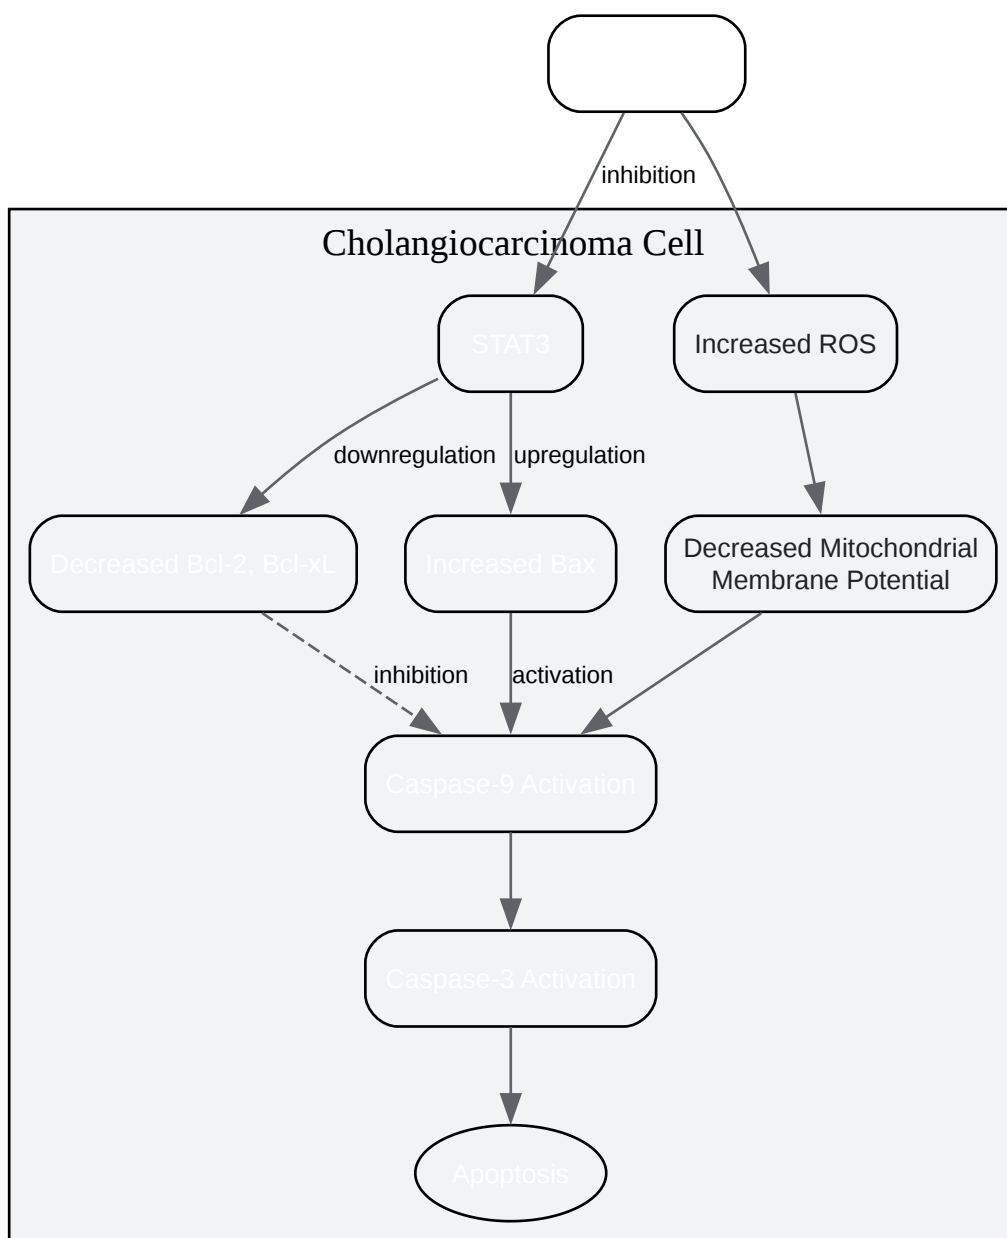 inhibition
Cholangiocarcinoma Cell
STAT3
Increased ROS
downregulation
upregulation
Decreased Bcl-2, Bcl-xL
Increased Bax
Decreased Mitochondrial
Membrane Potential
inhibition
activation
Caspase-9 Activation
Caspase-3 Activation
Apoptosis